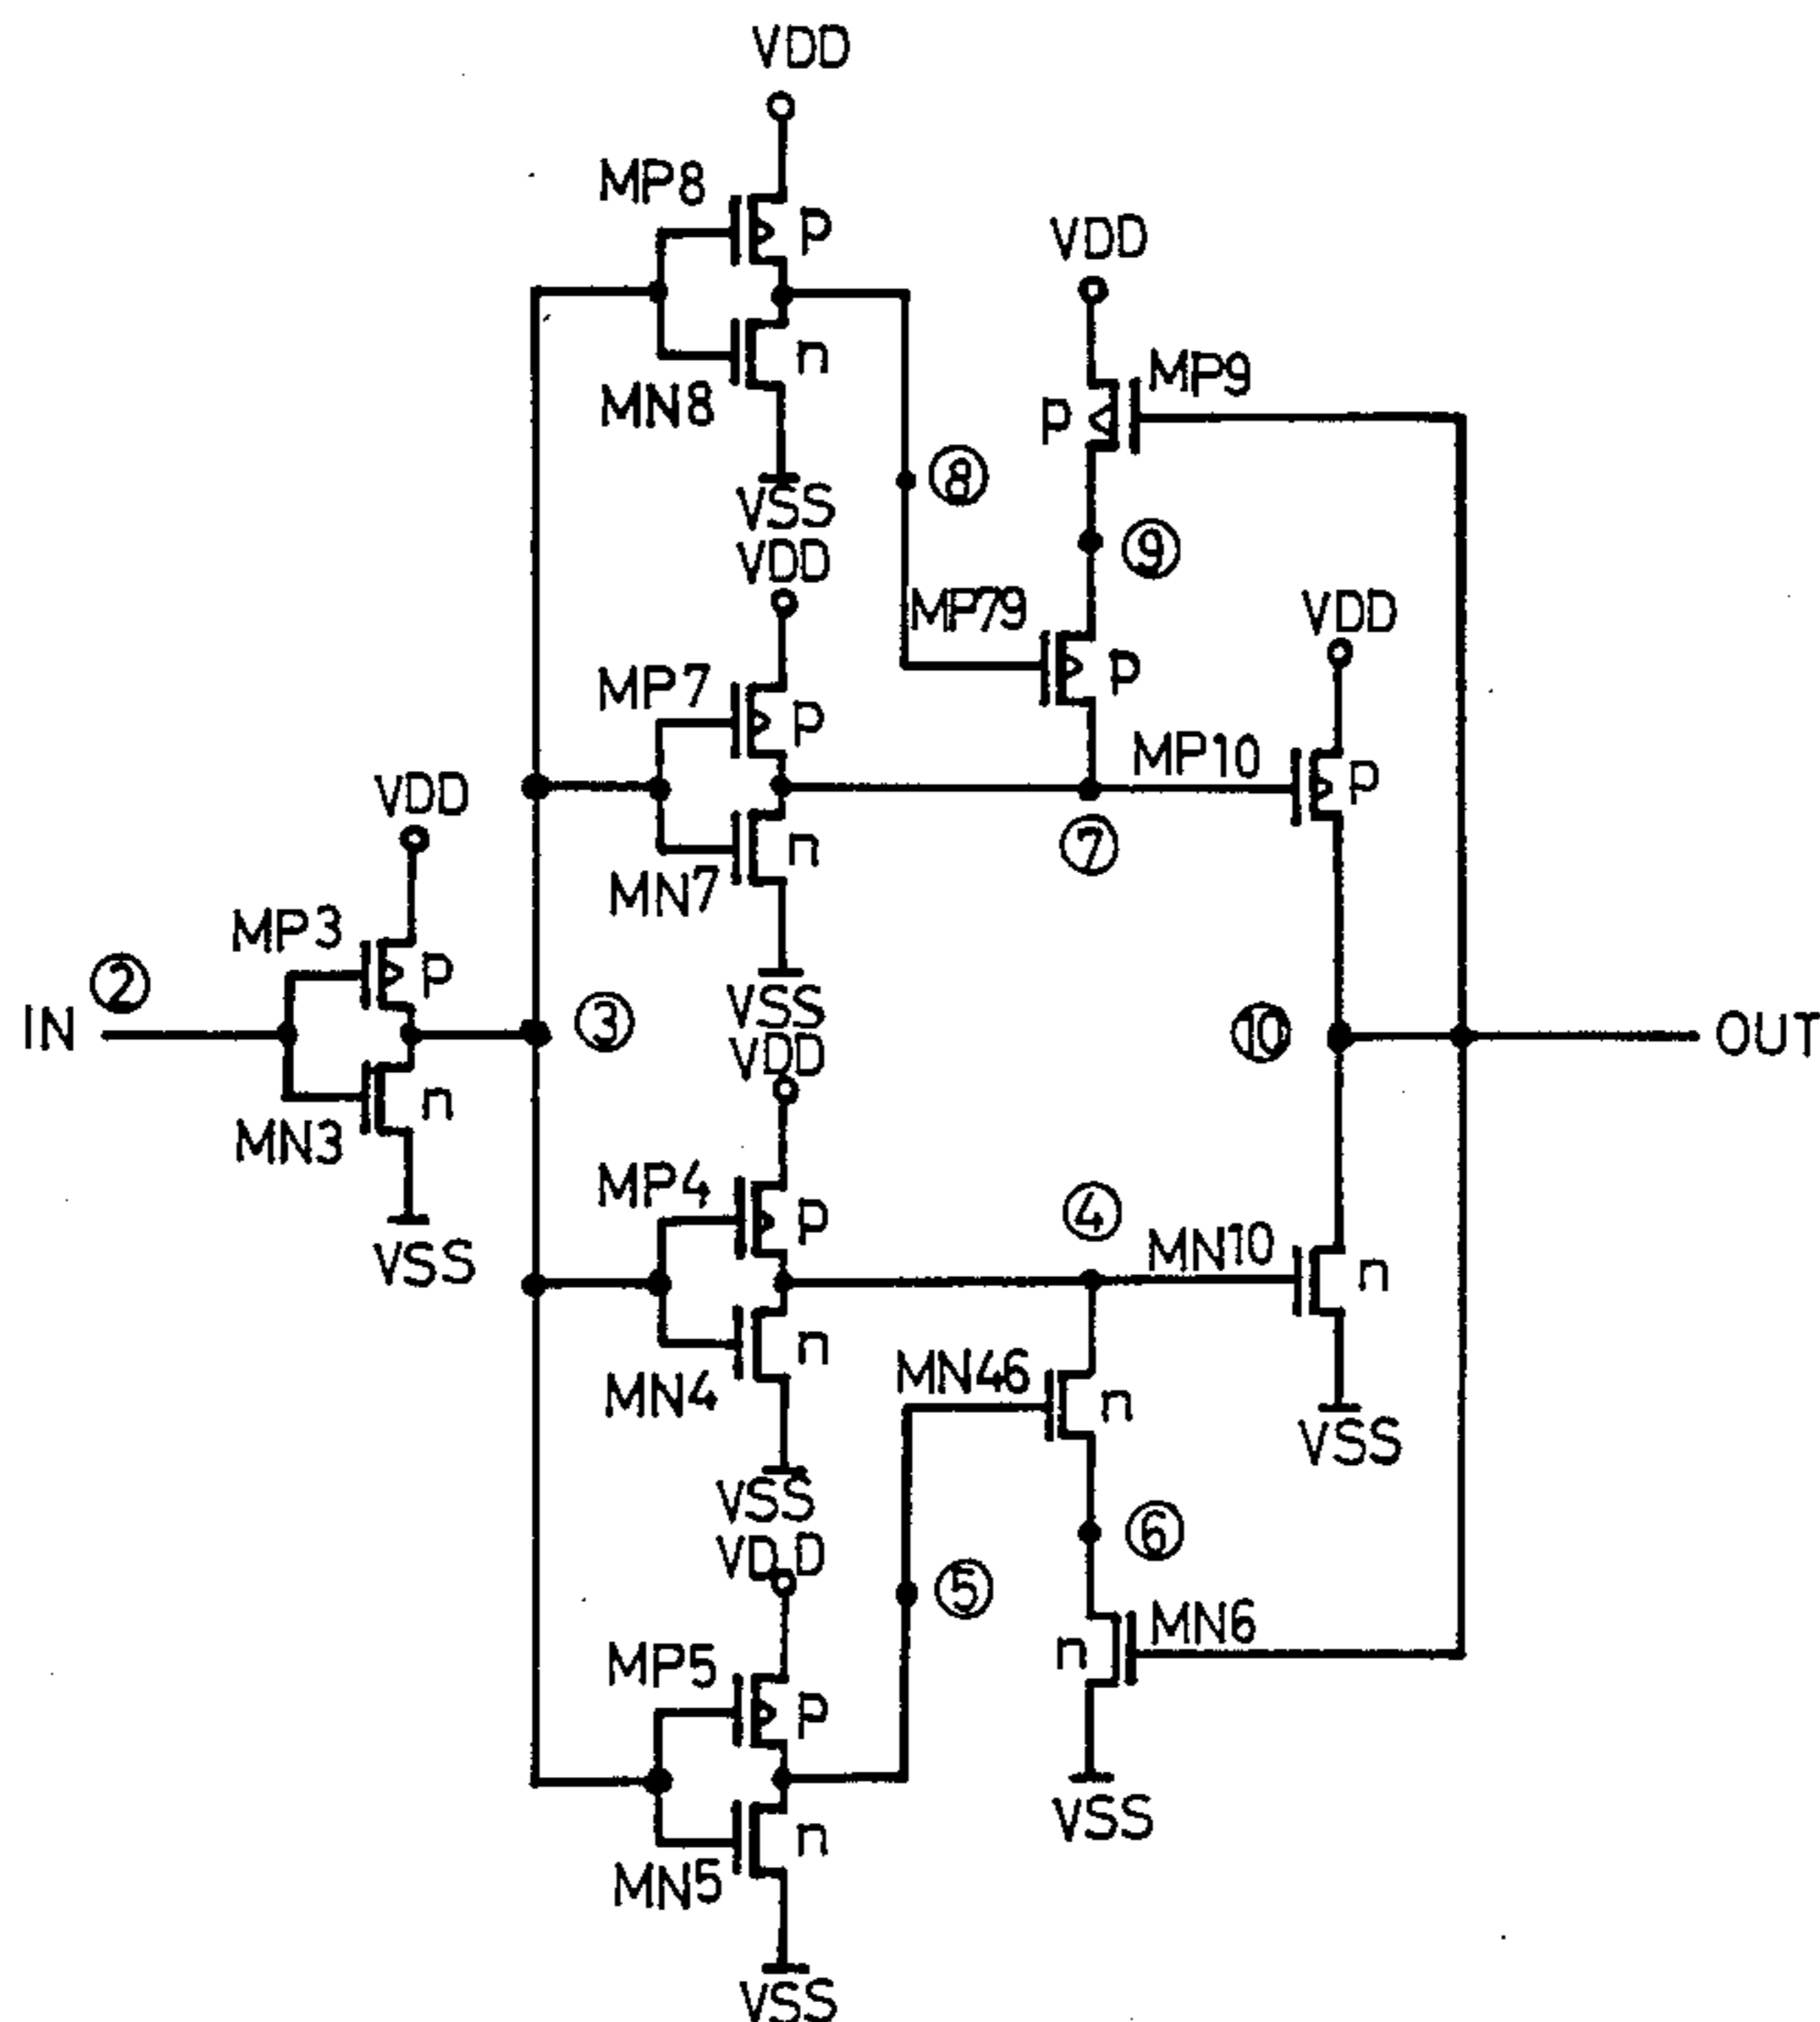 VDD
MP8
p
VDD
n
MP9
MN8
p
⑧
VSS
⑨
VDD
MP79
VDD
MP7
p
p
MP10
p
VDD
n
⑦
MN7
MP3
p
②
VSS
③
⑩
IN
OUT
VDD
n
MN3
MP4
p
④
MN10
VSS
n
n
MN46
MN4
n
VSS
VSS
⑥
VDD
⑤
MP5
MN6
n
p
VSS
n
MN5
VSS